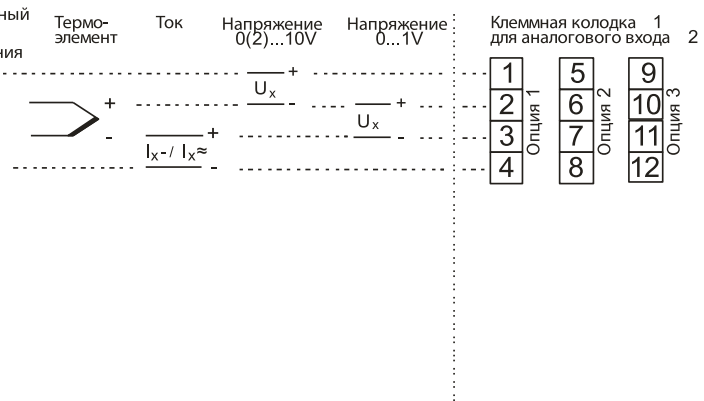 ный
ния
Термо-
элемент
Ток
Напряжение
0(2)...10V
Напряжение
0...1V
Клеммная колодка 1
для аналогового входа 2
+
Ux
-
+
-
+
Ux
-
+
Ix-/ Ix≈
-
1
2
3
4
Опция 1
5
6
7
8
Опция 2
9
10
11
12
Опция 3